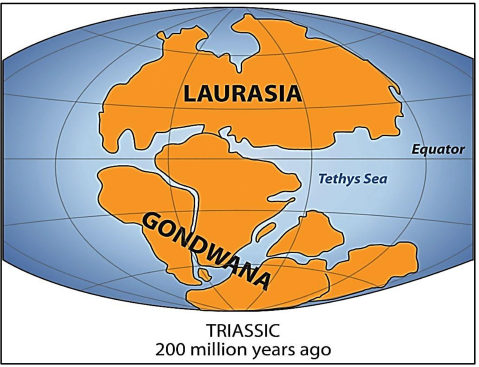 LAURASIA
Equator
Tethys Sea
GONDWANA
TRIASSIC
200 million years ago